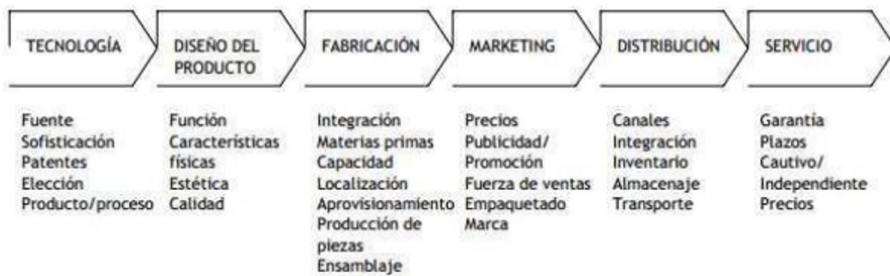 TECNOLOGÍA
DISEÑO DEL
PRODUCTO
FABRICACIÓN
MARKETING
DISTRIBUCIÓN
SERVICIO
Fuente
Sofisticación
Patentes
Elección
Producto/proceso
Función
Características
físicas
Estética
Calidad
Integración
Materias primas
Capacidad
Localización
Aprovisionamiento
Producción de
piezas
Ensamblaje
Precios
Publicidad/
Promoción
Fuerza de ventas
Empaquetado
Marca
Canales
Integración
Inventario
Almacenaje
Transporte
Garantía
Plazos
Cautivo/
Independiente
Precios